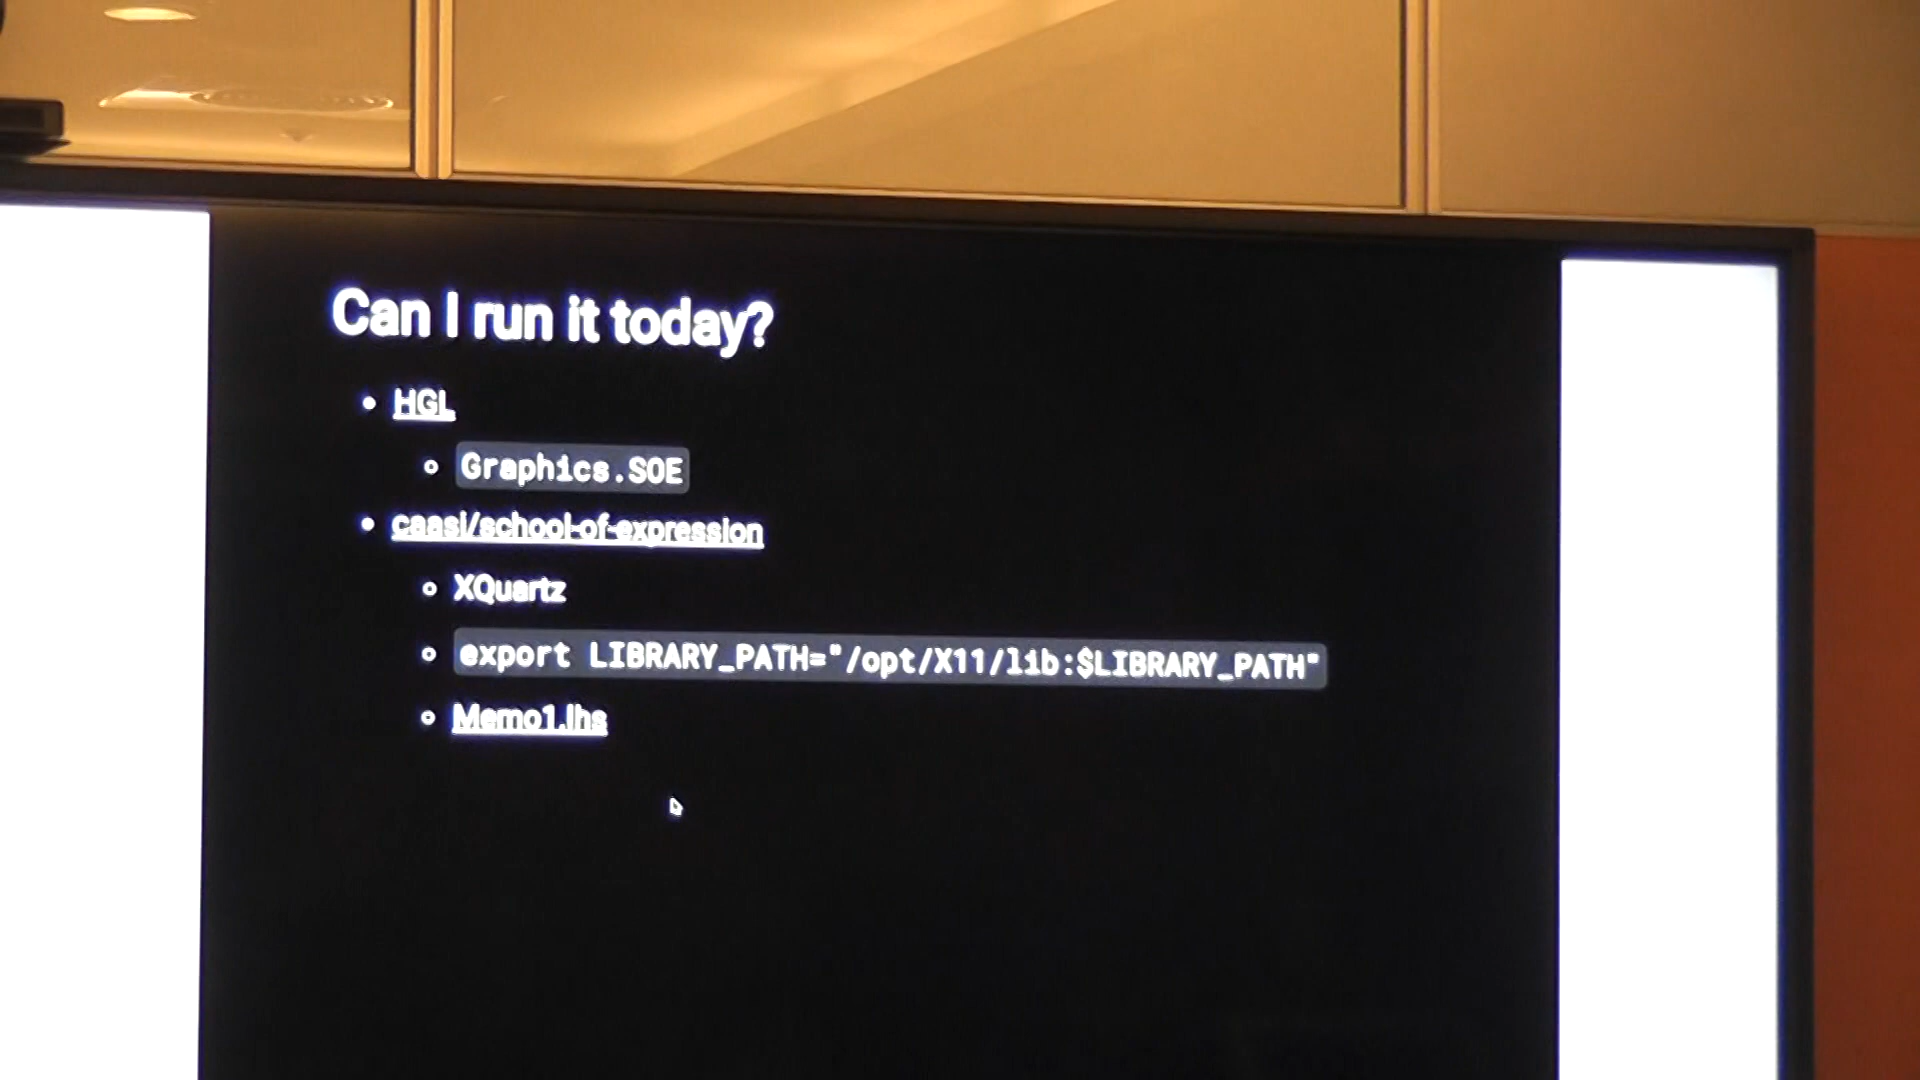 Can I run it today?
HGL
Graphics.SOE
caasi/school-of-expression
XQuartz
export LIBRARY_PATH="/opt/X11/lib:$LIBRARY_PATH"
Memo1.lhs